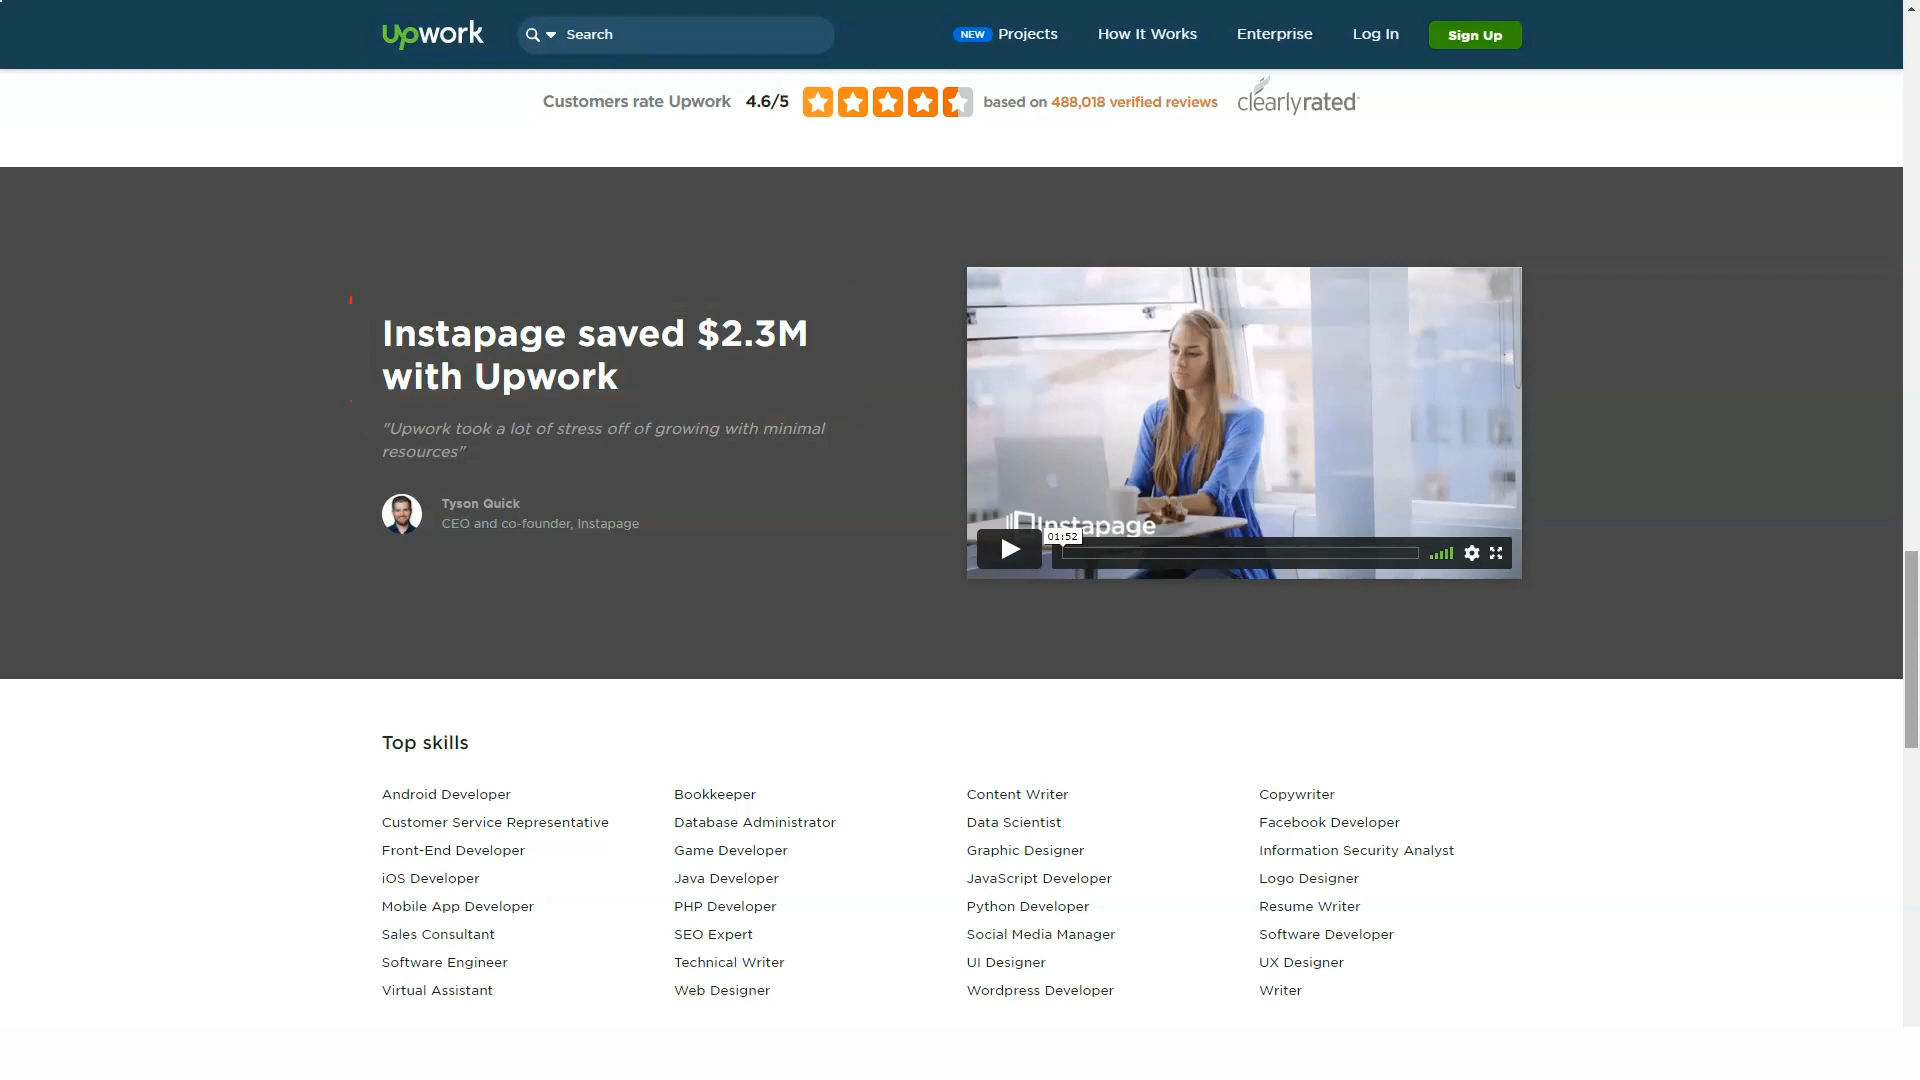 Upwork
Search
NEW Projects
How It Works
Enterprise
Log In
Sign Up
Customers rate Upwork 4.6/5 based on 488,018 verified reviews clearlyrated
Instapage saved $2.3M
with Upwork
"Upwork took a lot of stress off of growing with minimal
resources"
Tyson Quick
CEO and co-founder, Instapage
Instapage
01:52
Top skills
Android Developer
Bookkeeper
Content Writer
Copywriter
Customer Service Representative
Database Administrator
Data Scientist
Facebook Developer
Front-End Developer
Game Developer
Graphic Designer
Information Security Analyst
iOS Developer
Java Developer
JavaScript Developer
Logo Designer
Mobile App Developer
PHP Developer
Python Developer
Resume Writer
Sales Consultant
SEO Expert
Social Media Manager
Software Developer
Software Engineer
Technical Writer
UI Designer
UX Designer
Virtual Assistant
Web Designer
Wordpress Developer
Writer